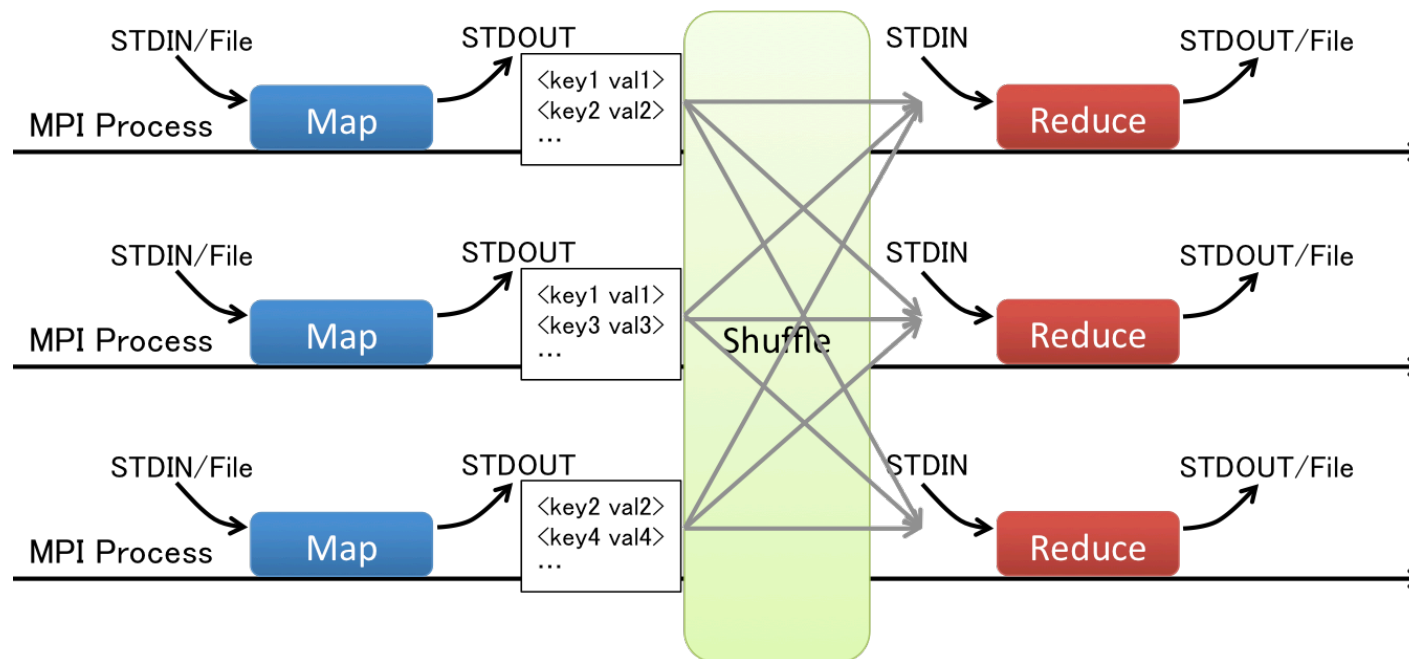 STDIN/File
STDOUT
<key1 val1>
<key2 val2>
...
MPI Process
Map
STDIN
STDOUT/File
Reduce
STDIN/File
STDOUT
<key1 val1>
<key3 val3>
...
MPI Process
Map
Shuffle
STDIN
STDOUT/File
Reduce
STDIN/File
STDOUT
<key2 val2>
<key4 val4>
...
MPI Process
Map
STDIN
STDOUT/File
Reduce